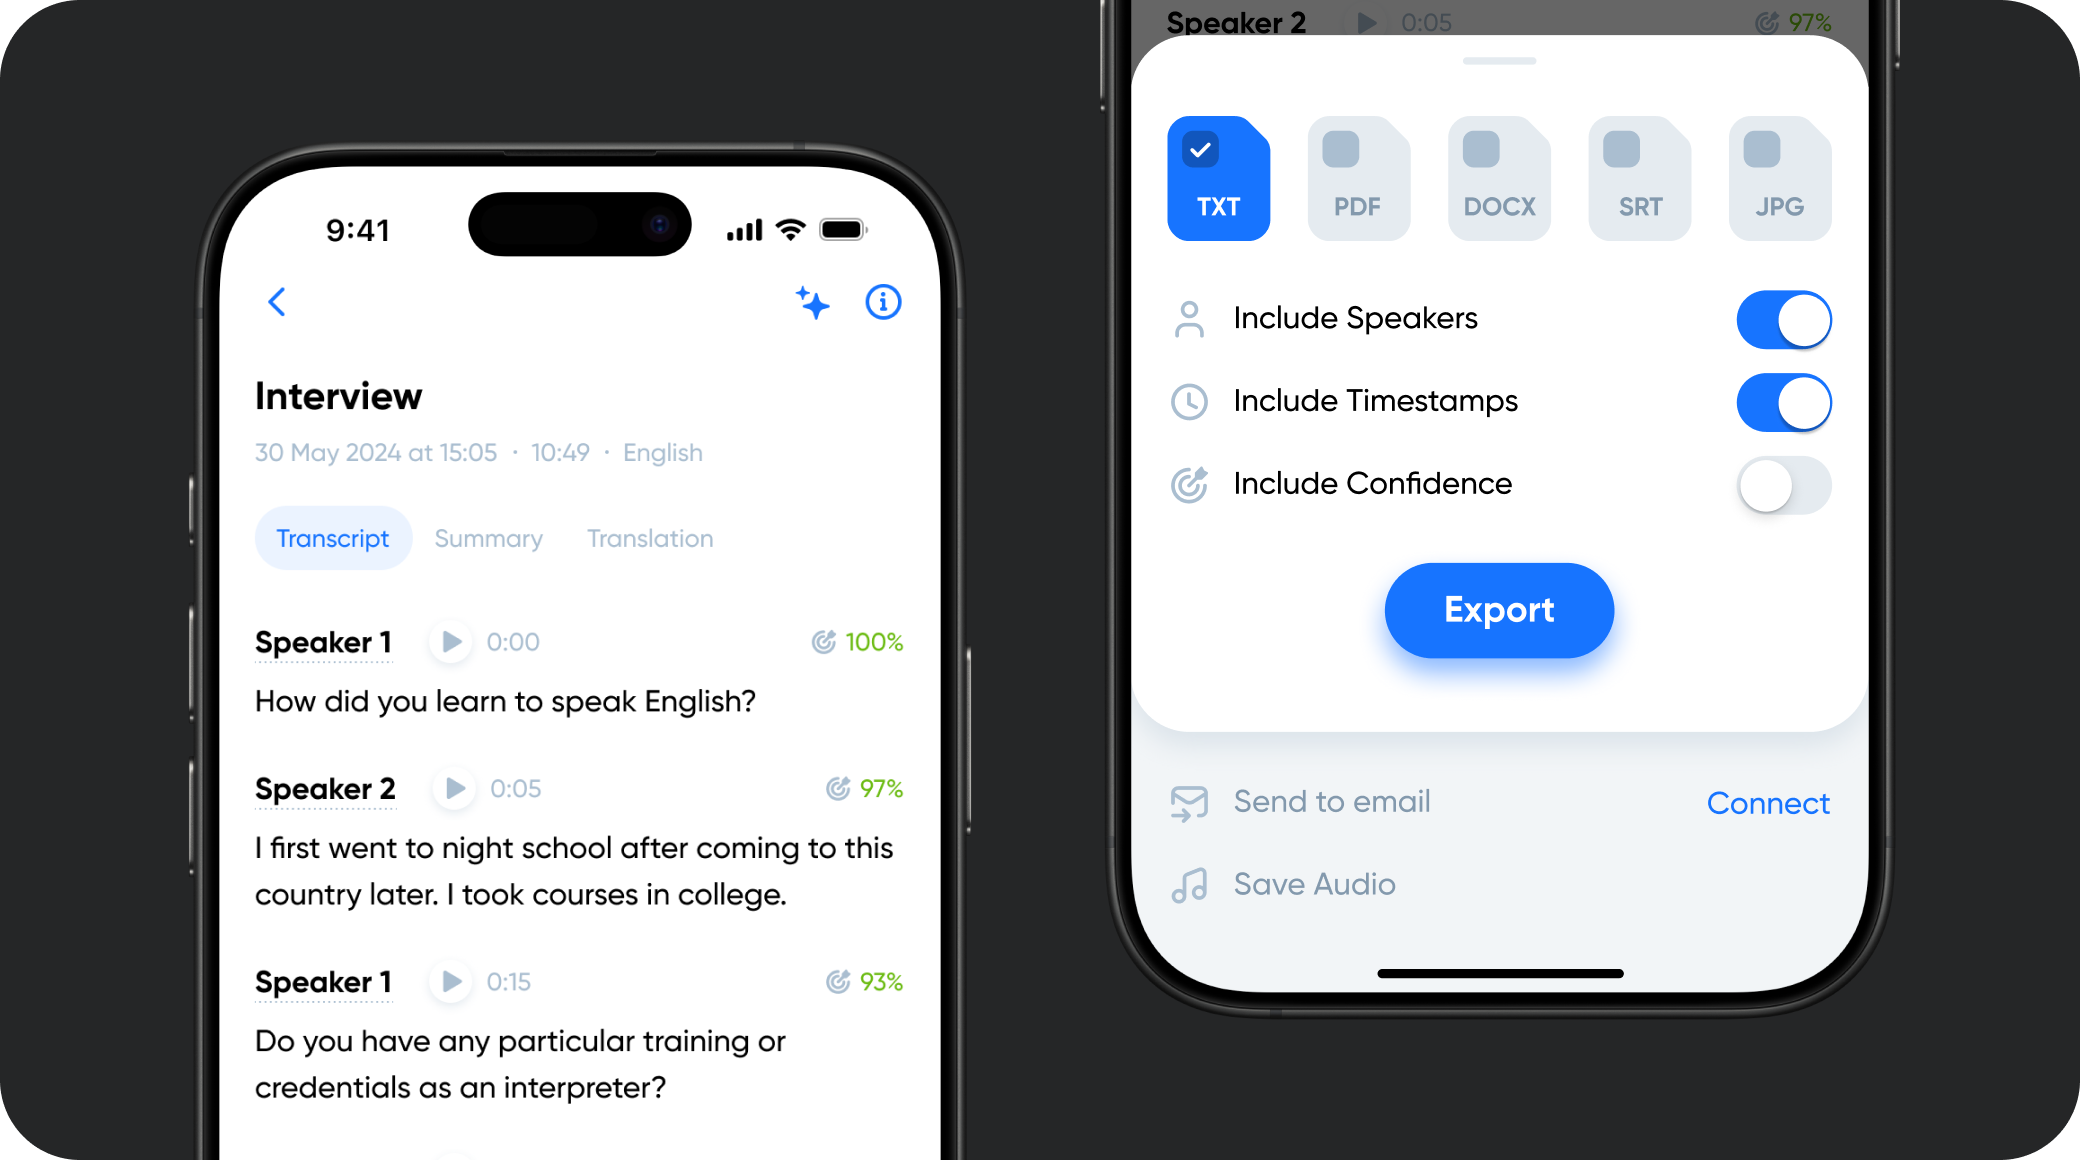 9:41
Interview
30 May 2024 at 15:05 · 10:49 · English
Transcript Summary Translation
Speaker 1 0:00 100%
How did you learn to speak English?
Speaker 2 0:05 97%
I first went to night school after coming to this
country later. I took courses in college.
Speaker 1 0:15 93%
Do you have any particular training or
credentials as an interpreter?
Speaker 2 0:05 97%
TXT PDF DOCX SRT JPG
Include Speakers
Include Timestamps
Include Confidence
Export
Send to email Connect
Save Audio